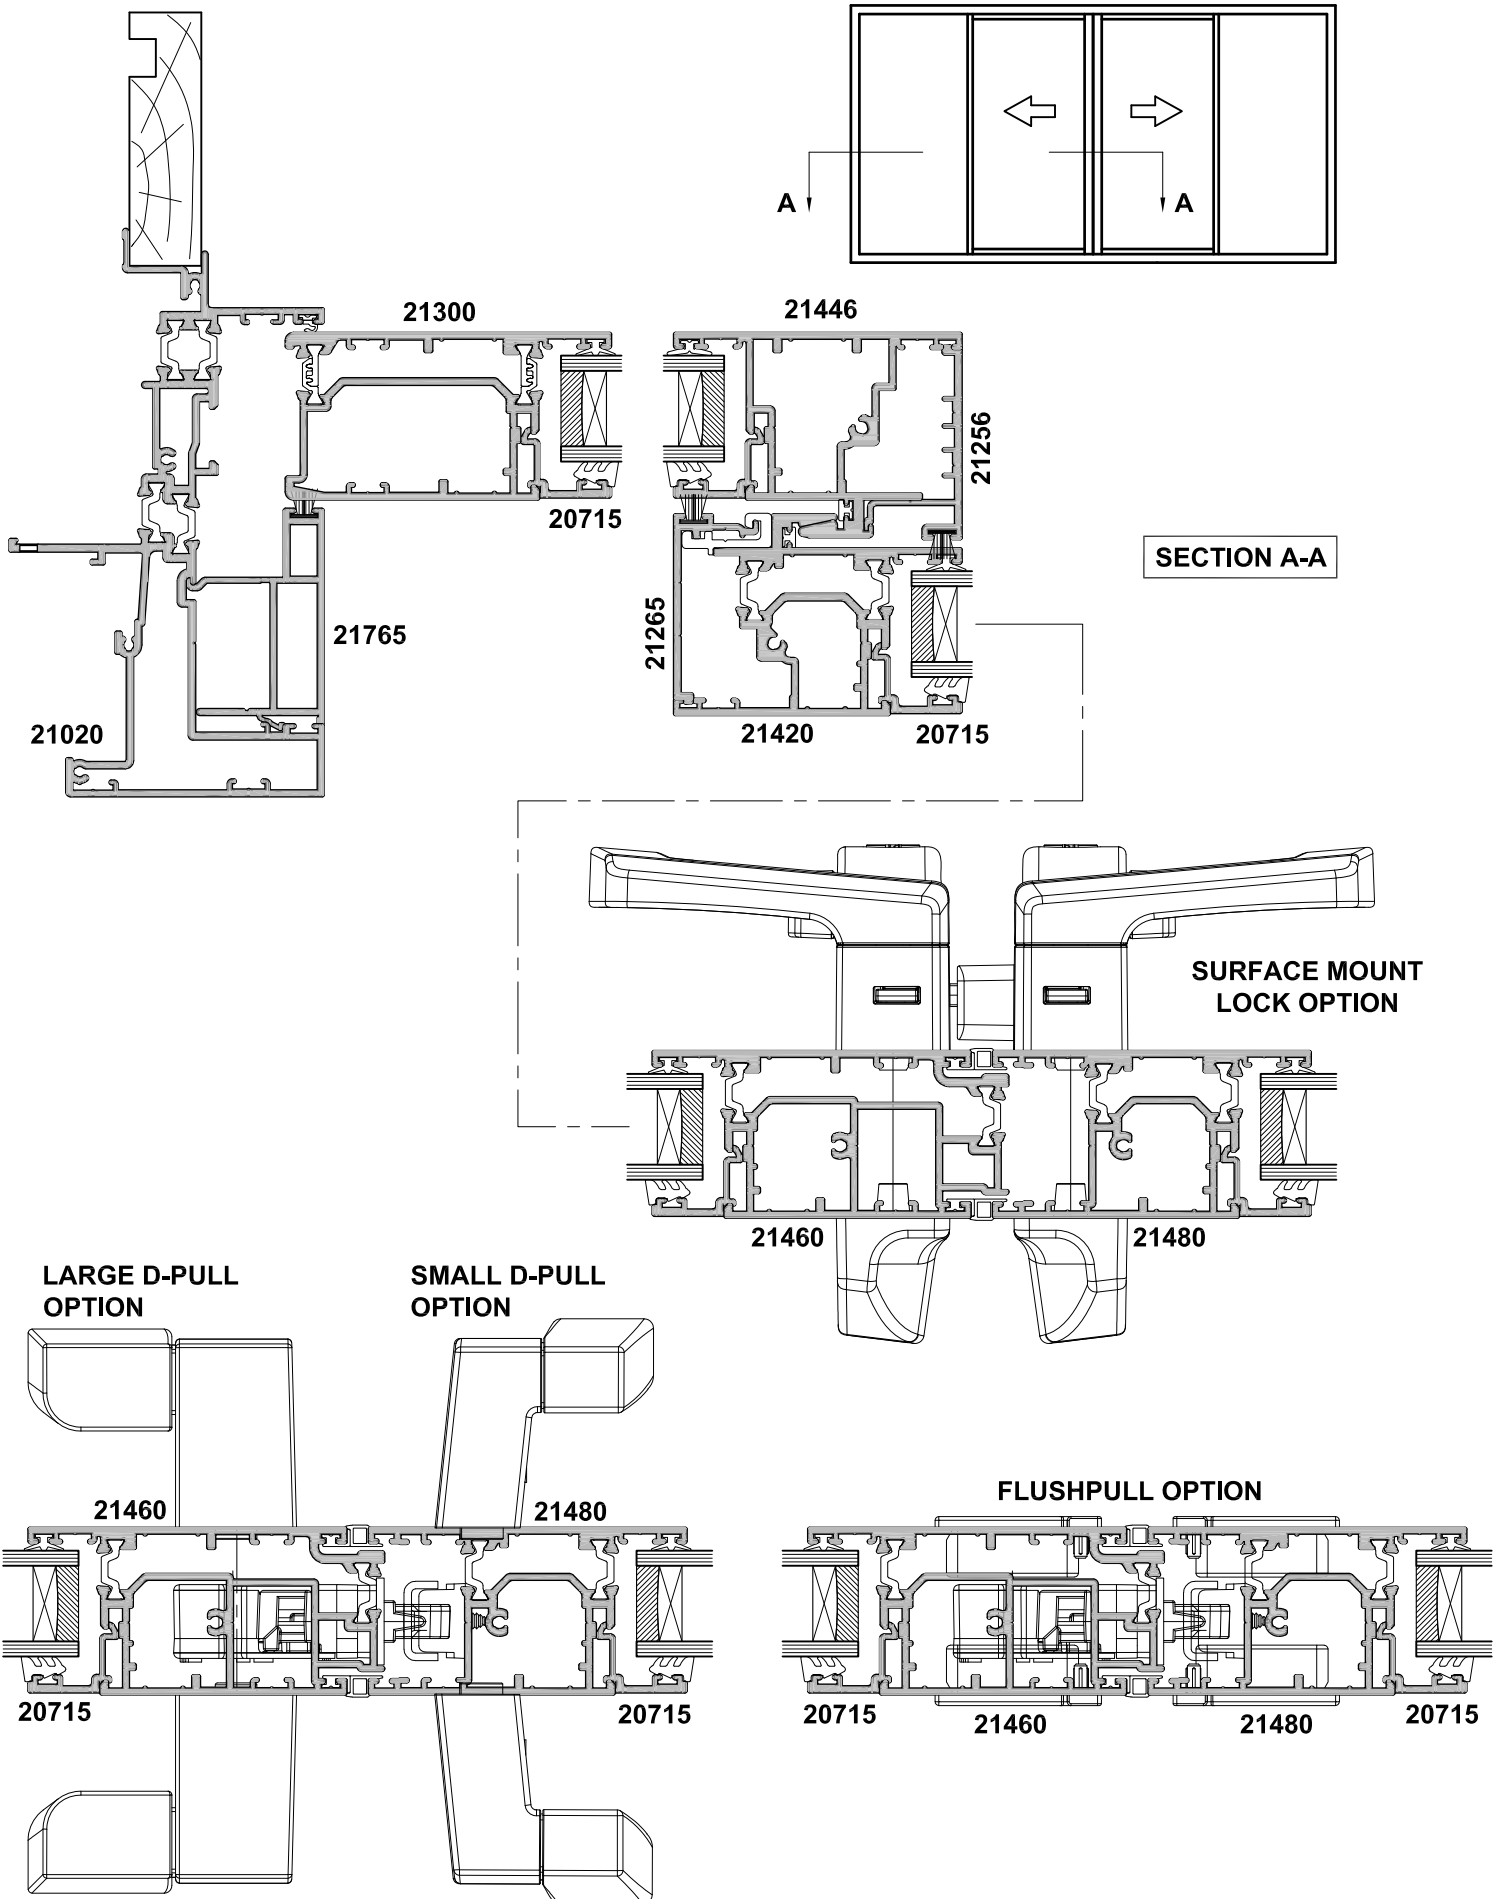 A
A
21300
21446
21256
20715
SECTION A-A
21765
21265
21020
21420
20715
SURFACE MOUNT
LOCK OPTION
21460
21480
LARGE D-PULL
OPTION
SMALL D-PULL
OPTION
21460
21480
20715
20715
FLUSHPULL OPTION
20715
21460
21480
20715